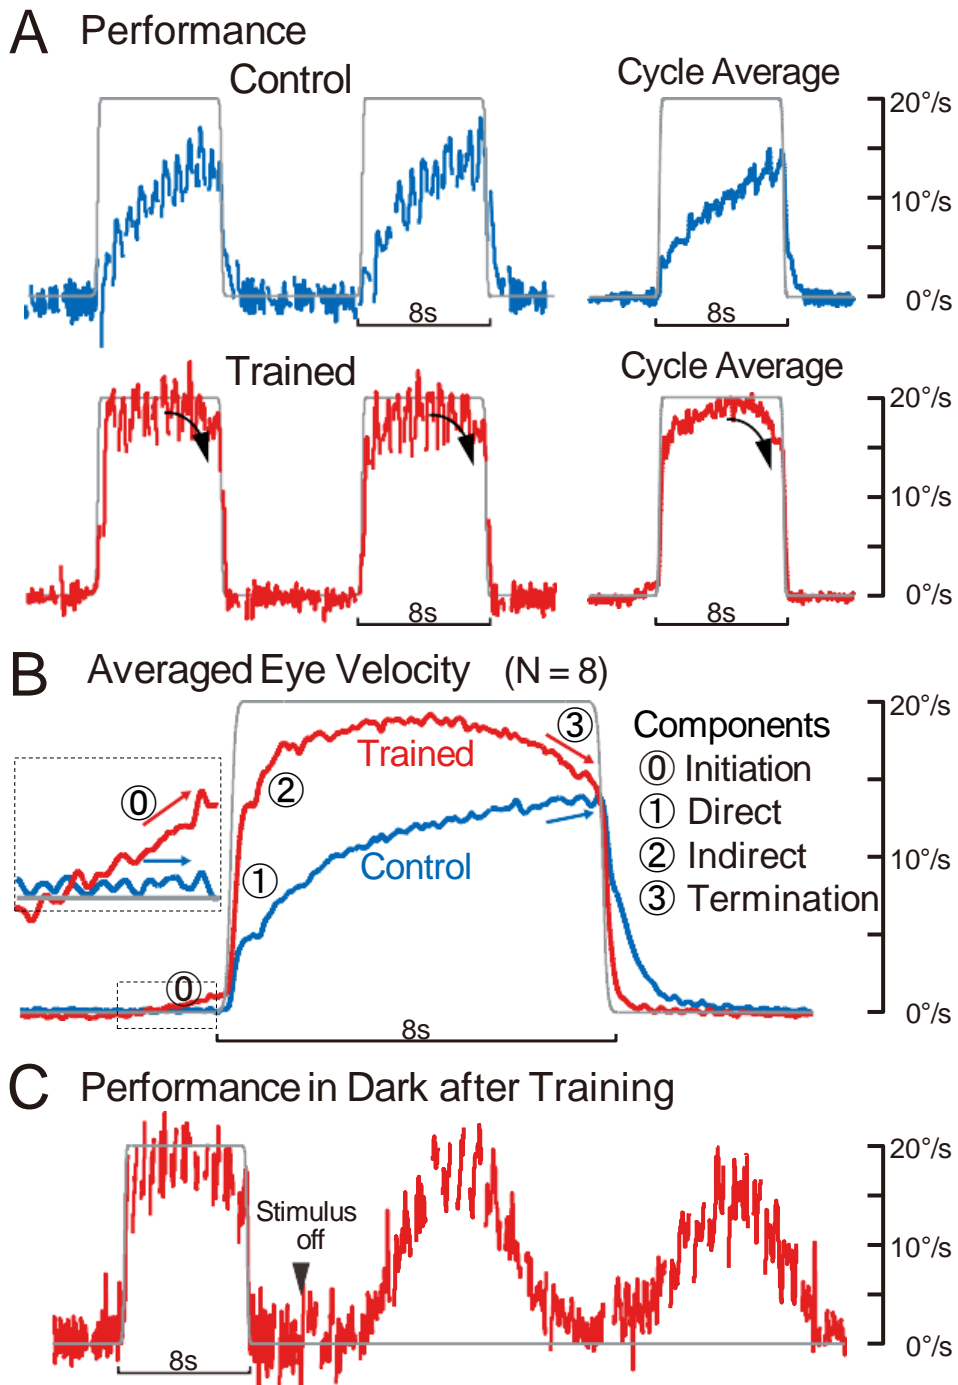 A Performance
Control
Cycle Average
20°/s
10°/s
0°/s
8s
8s
Trained
Cycle Average
20°/s
10°/s
0°/s
8s
8s
B Averaged Eye Velocity (N = 8)
20°/s
10°/s
0°/s
Components
⓪ Initiation
① Direct
② Indirect
③ Termination
③
Trained
②
⓪
①
Control
⓪
8s
C Performance in Dark after Training
20°/s
10°/s
0°/s
Stimulus
off
8s